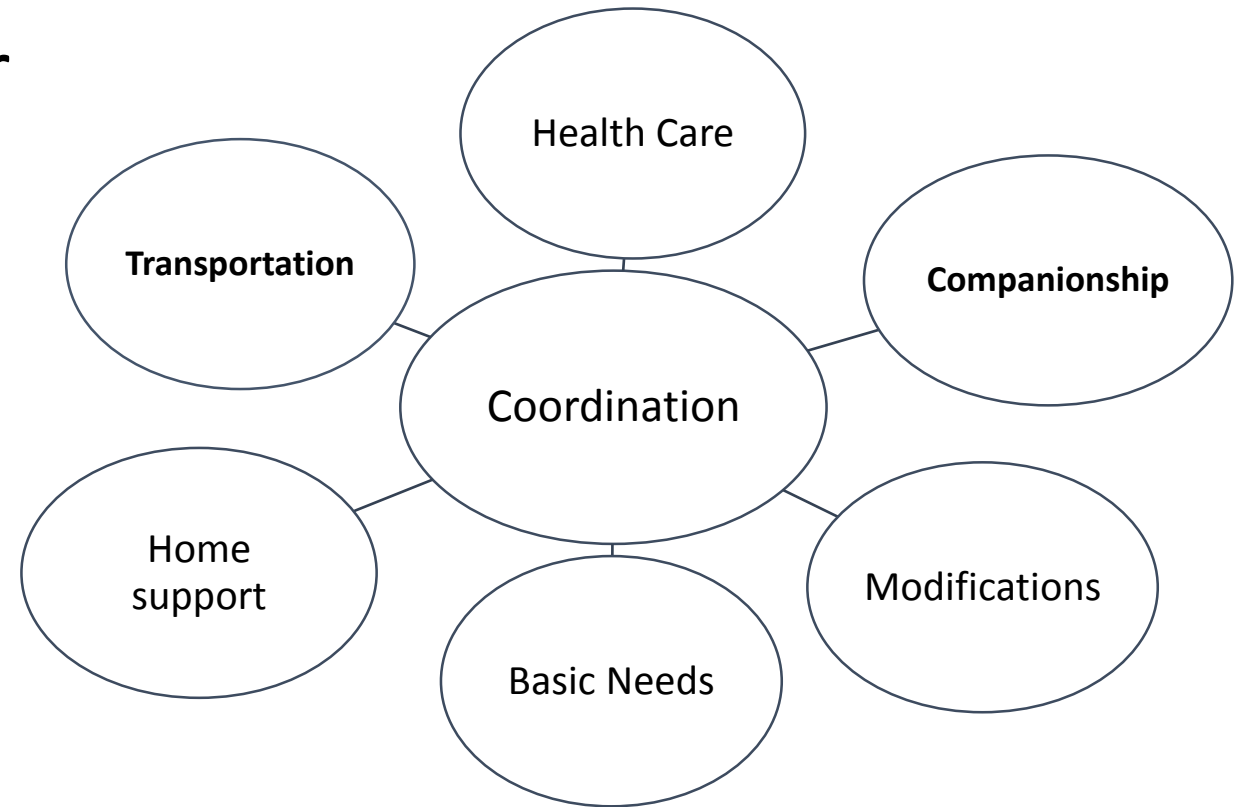 Health Care
Transportation
Companionship
Coordination
Home
support
Modifications
Basic Needs